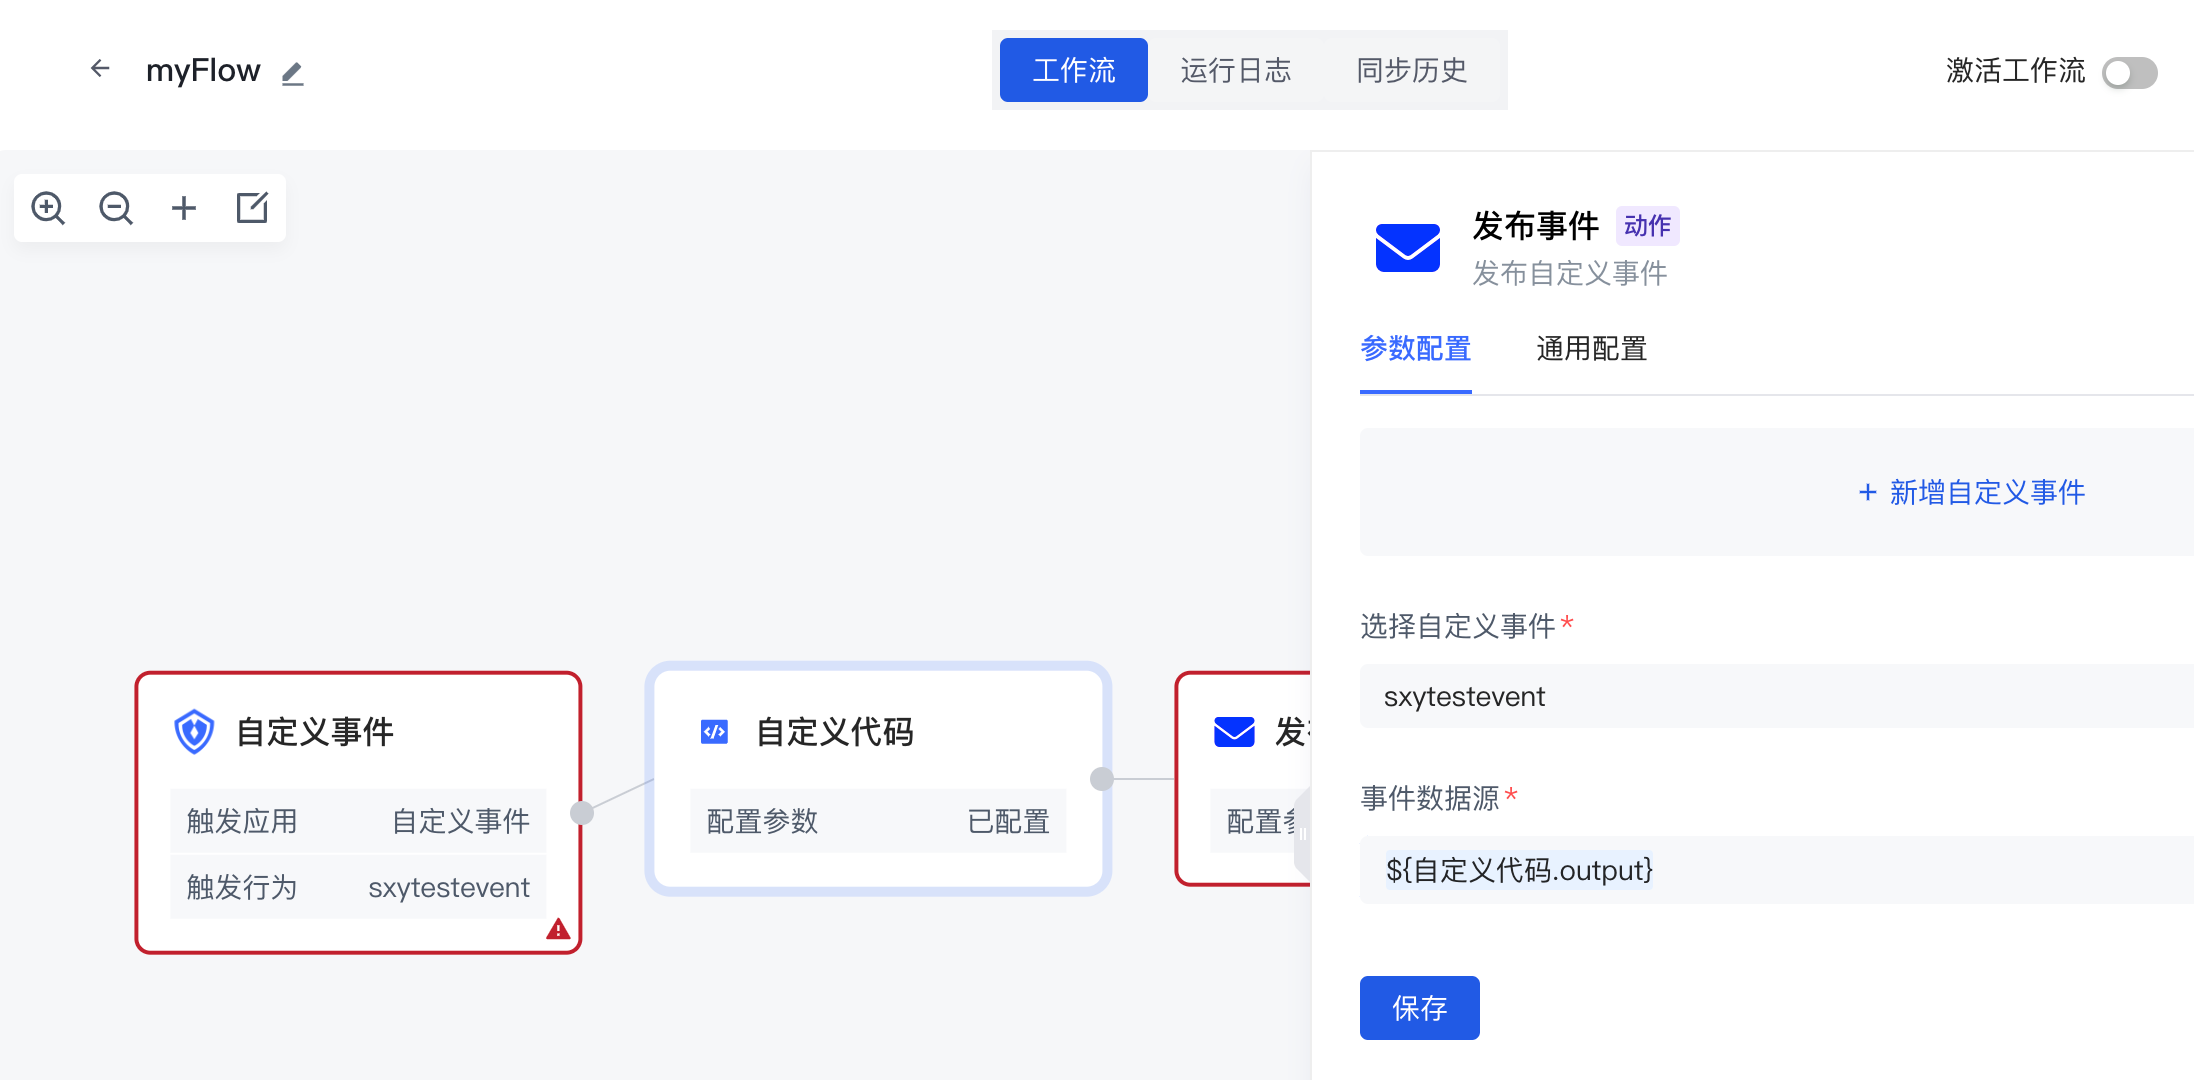 myFlow
工作流
运行日志
同步历史
激活工作流
发布事件
动作
发布自定义事件
参数配置
通用配置
+ 新增自定义事件
选择自定义事件*
sxytestevent
事件数据源*
${自定义代码.output}
保存
自定义事件
触发应用 自定义事件
触发行为 sxytestevent
自定义代码
配置参数 已配置
发
配置